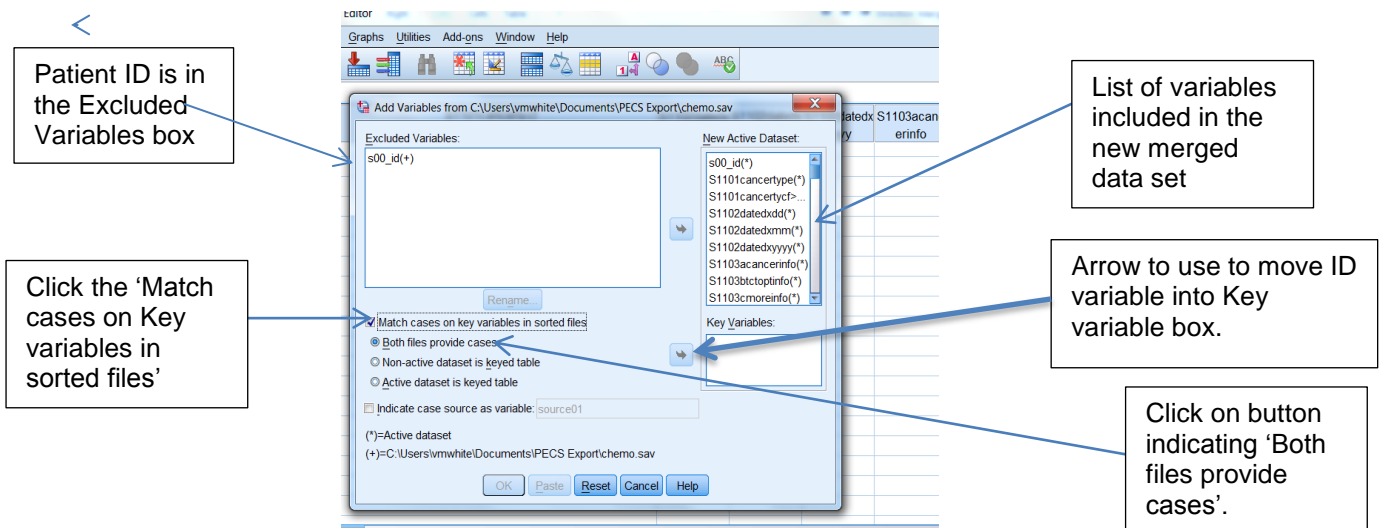 Editor
Graphs Utilities Add-ons Window Help
Patient ID is in
the Excluded
Variables box
Click the ‘Match
cases on Key
variables in
sorted files’
Add Variables from C:\Users\vmwhite\Documents\PECS Export\chemo.sav
Excluded Variables:
s00_id(+)
Rename...
Match cases on key variables in sorted files
Both files provide cases
Non-active dataset is keyed table
Active dataset is keyed table
Indicate case source as variable: source01
(*)=Active dataset
(+)=C:\Users\vmwhite\Documents\PECS Export\chemo.sav
New Active Dataset:
s00_id(*)
S1101cancertype(*)
S1101cancertycf>...
S1102datedxdd(*)
S1102datedxmm(*)
S1102datedxyyyy(*)
S1103acancerinfo(*)
S1103btctoptinfo(*)
S1103cmoreinfo(*)
Key Variables:
OK Paste Reset Cancel Help
datedx S1103acan
yy erinfo
List of variables
included in the
new merged
data set
Arrow to use to move ID
variable into Key
variable box.
Click on button
indicating ‘Both
files provide
cases’.